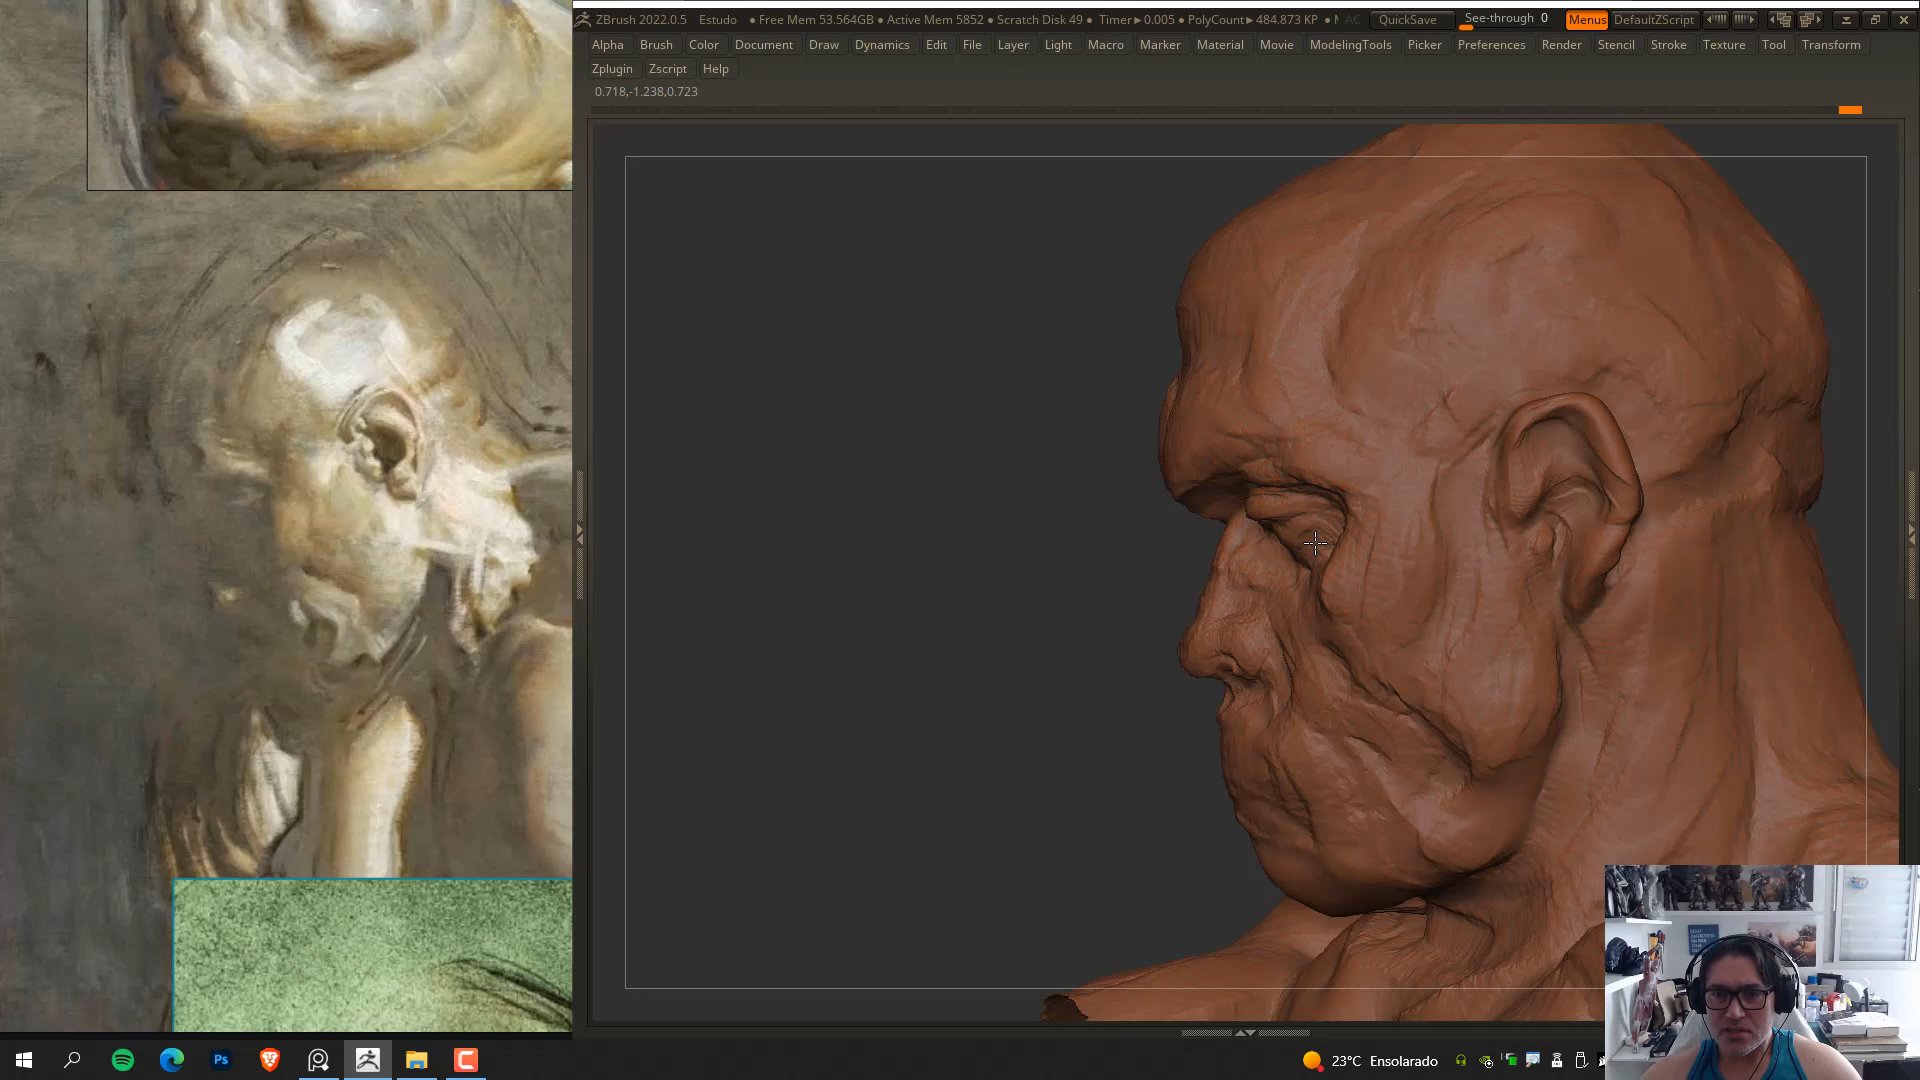 ZBrush 2022.0.5 Estudo • Free Mem 53.564GB • Active Mem 5852 • Scratch Disk 49 • Timer►0.005 • PolyCount►484.873 KP • M AC QuickSave See-through 0 Menus DefaultZScript
Alpha Brush Color Document Draw Dynamics Edit File Layer Light Macro Marker Material Movie ModelingTools Picker Preferences Render Stencil Stroke Texture Tool Transform
Zplugin Zscript Help
0.718,-1.238,0.723
Ps
23°C Ensolarado